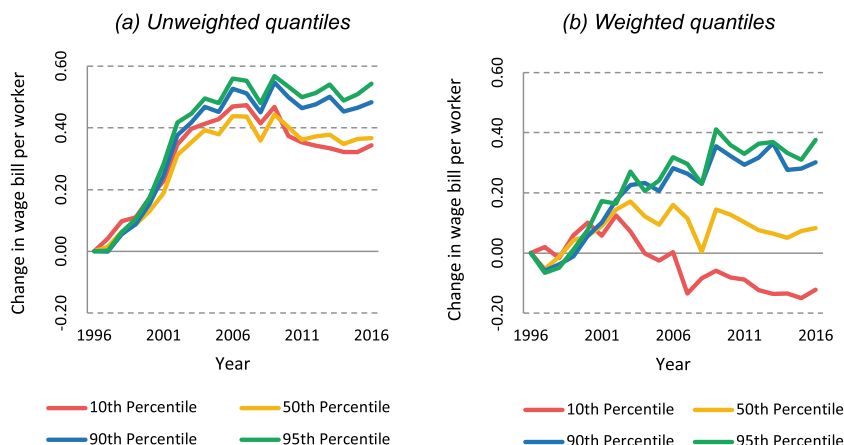 (a) Unweighted quantiles
Change in wage bill per worker
0.60
0.40
0.20
0.00
-0.20
1996 2001 2006 2011 2016
Year
10th Percentile 50th Percentile
90th Percentile 95th Percentile
(b) Weighted quantiles
Change in wage bill per worker
0.60
0.40
0.20
0.00
-0.20
1996 2001 2006 2011 2016
Year
10th Percentile 50th Percentile
90th Percentile 95th Percentile